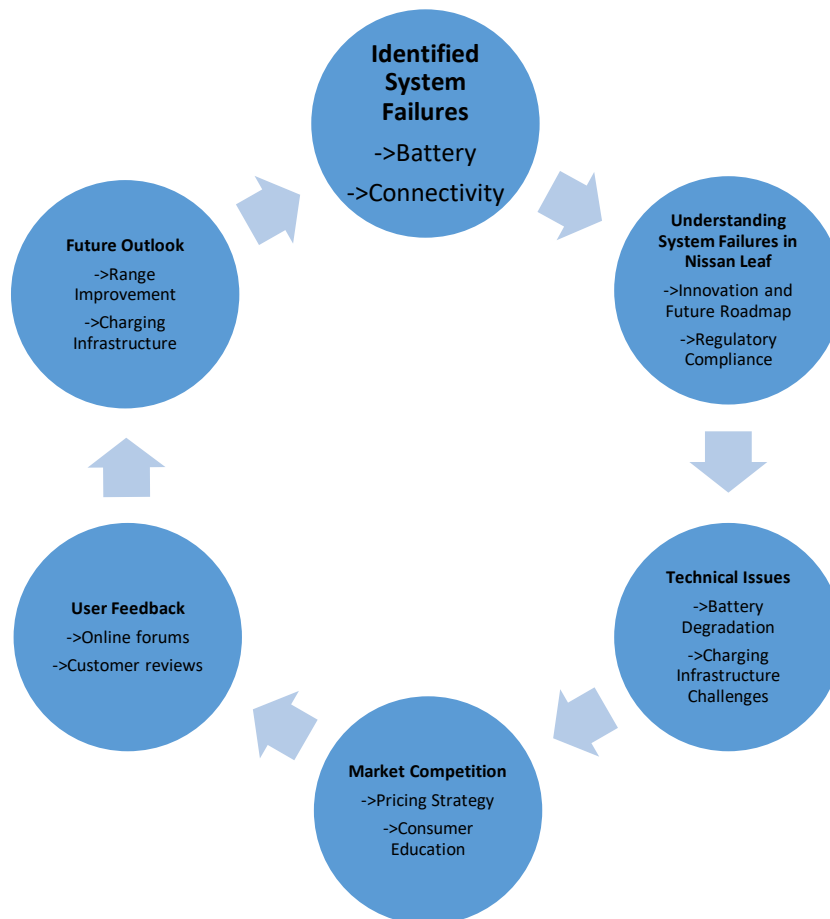 Identified
System
Failures
->Battery
->Connectivity
Understanding
System Failures in
Nissan Leaf
->Innovation and
Future Roadmap
->Regulatory
Compliance
Technical Issues
->Battery
Degradation
->Charging
Infrastructure
Challenges
Market Competition
->Pricing Strategy
->Consumer
Education
User Feedback
->Online forums
->Customer reviews
Future Outlook
->Range
Improvement
->Charging
Infrastructure